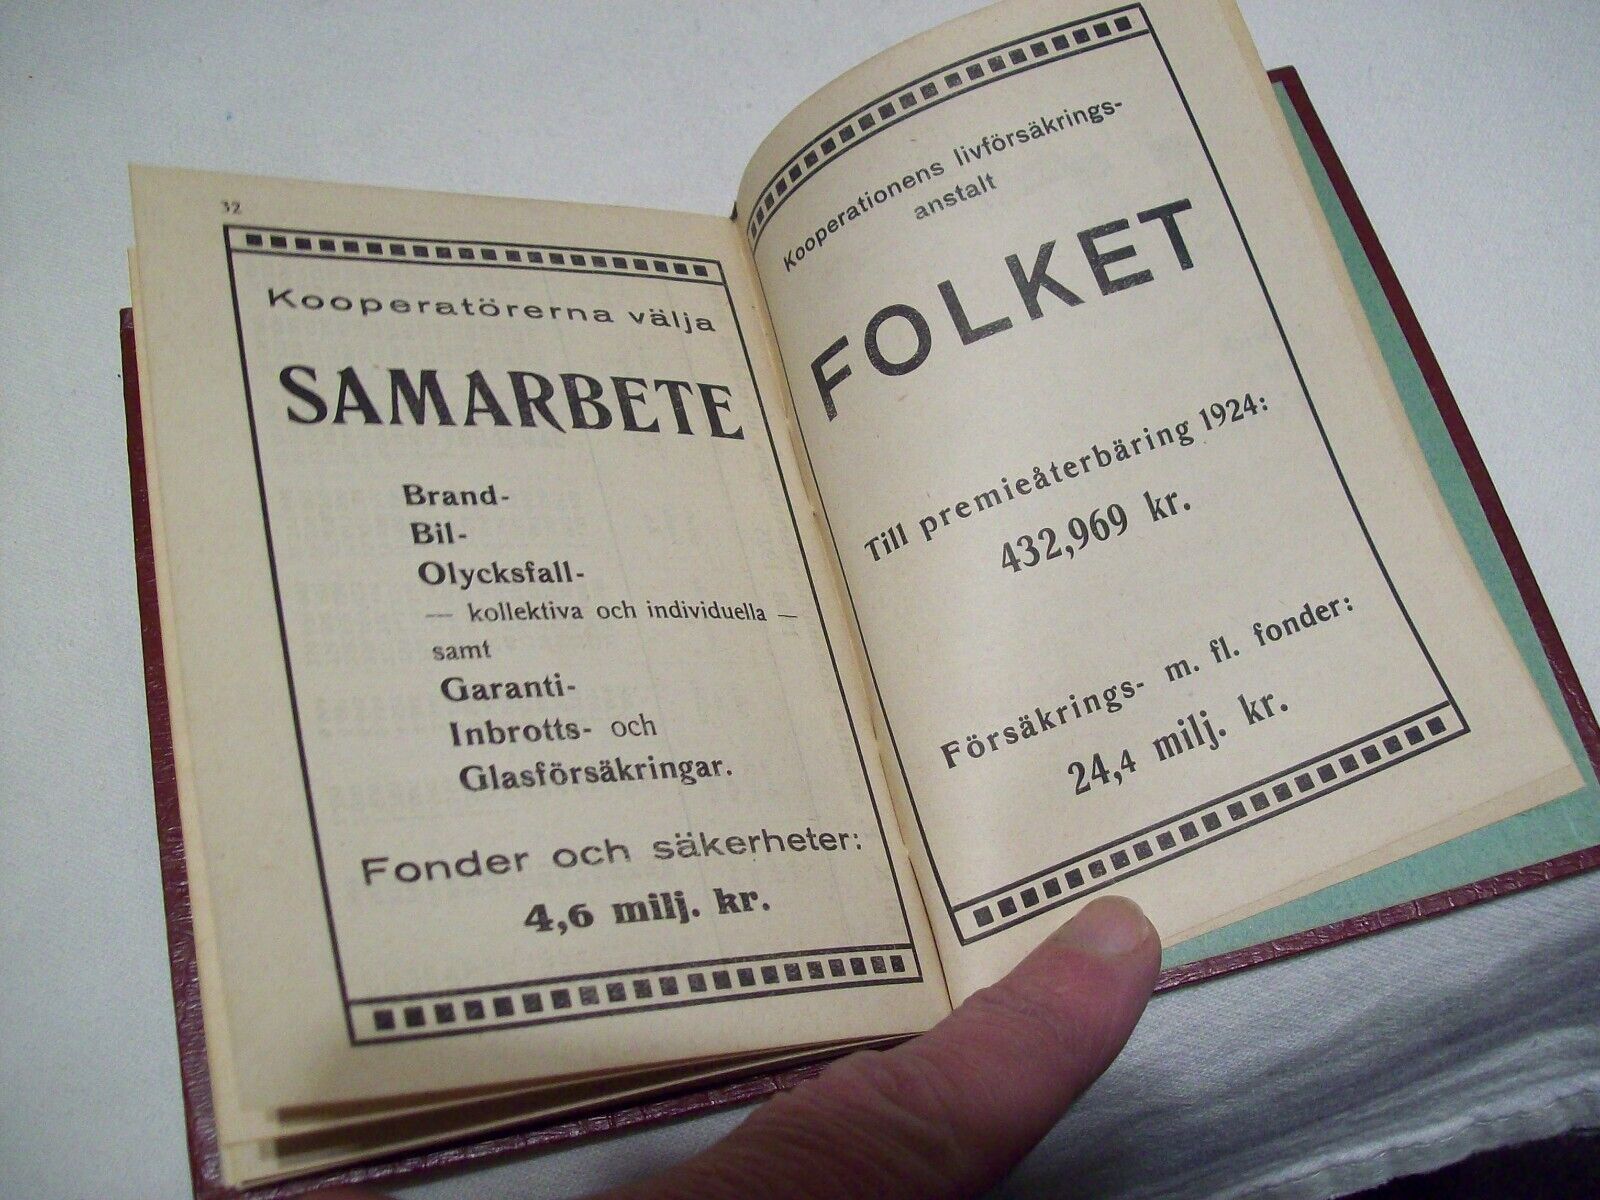 32
Kooperatörerna välja
SAMARBETE
Brand-
Bil-
Olycksfall-
— kollektiva och individuella —
samt
Garanti-
Inbrotts- och
Glasförsäkringar.
Fonder och säkerheter:
4,6 milj. kr.
Kooperationens livförsäkrings-
anstalt
FOLKET
Till premieåterbäring 1924:
432,969 kr.
Försäkrings- m. fl. fonder:
24,4 milj. kr.